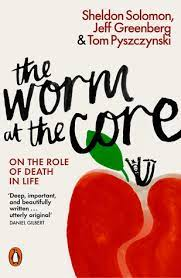 Sheldon Solomon,
Jeff Greenberg
& Tom Pyszczynski
the
worm
at the
core
ON THE ROLE OF DEATH
IN LIFE
'Deep, important,
and beautifully
written ...
utterly original'
DANIEL GILBERT